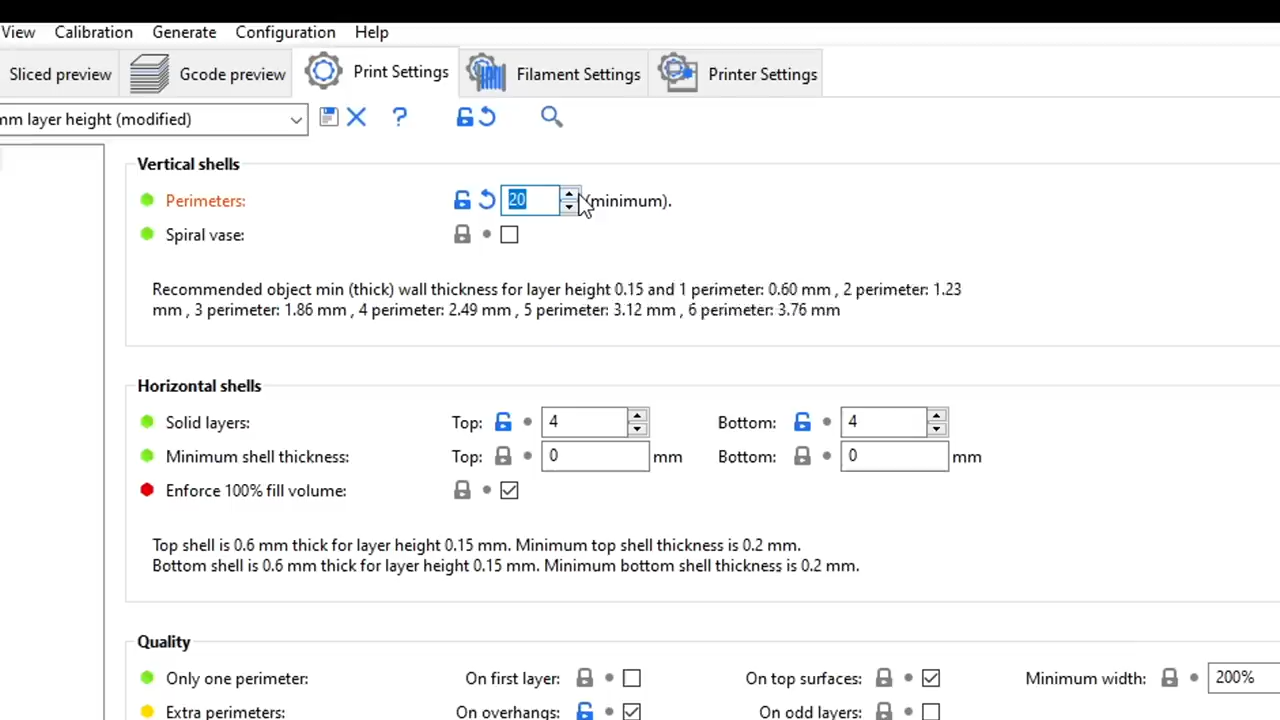 View Calibration Generate Configuration Help
Sliced preview Gcode preview Print Settings Filament Settings Printer Settings
mm layer height (modified) ?
Vertical shells
Perimeters: 20 (minimum).
Spiral vase:
Recommended object min (thick) wall thickness for layer height 0.15 and 1 perimeter: 0.60 mm , 2 perimeter: 1.23
mm , 3 perimeter: 1.86 mm , 4 perimeter: 2.49 mm , 5 perimeter: 3.12 mm , 6 perimeter: 3.76 mm
Horizontal shells
Solid layers: Top: 4 Bottom: 4
Minimum shell thickness: Top: 0 mm Bottom: 0 mm
Enforce 100% fill volume:
Top shell is 0.6 mm thick for layer height 0.15 mm. Minimum top shell thickness is 0.2 mm.
Bottom shell is 0.6 mm thick for layer height 0.15 mm. Minimum bottom shell thickness is 0.2 mm.
Quality
Only one perimeter: On first layer: On top surfaces: Minimum width: 200%
Extra perimeters: On overhangs: On odd layers: